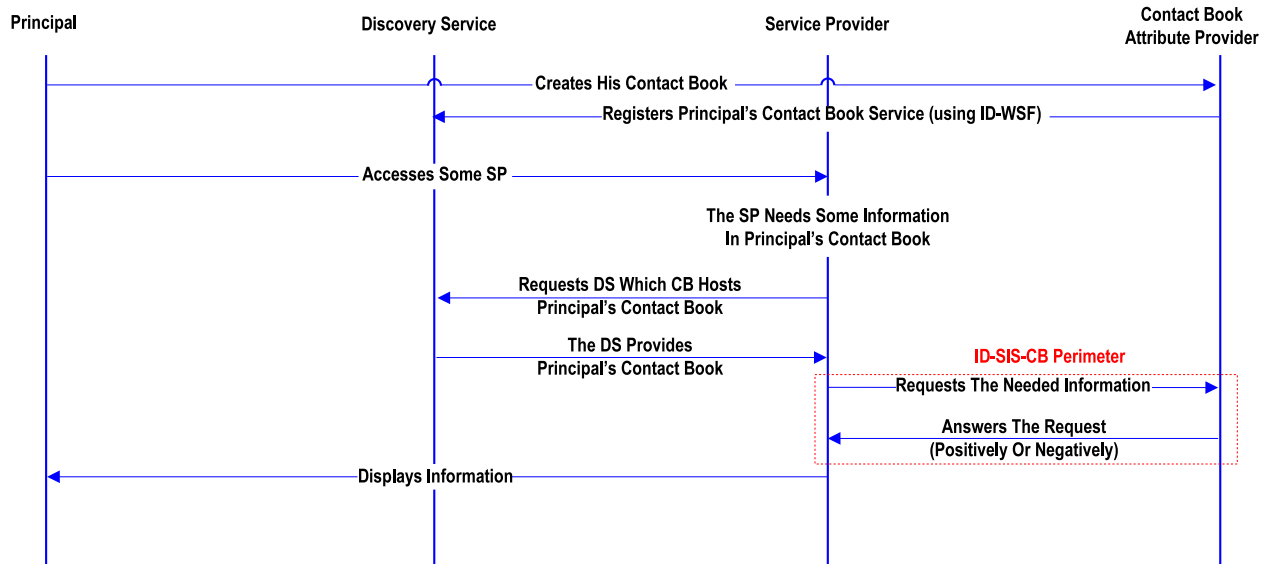 Principal
Discovery Service
Service Provider
Contact Book
Attribute Provider
Creates His Contact Book
Registers Principal's Contact Book Service (using ID-WSF)
Accesses Some SP
The SP Needs Some Information
In Principal's Contact Book
Requests DS Which CB Hosts
Principal's Contact Book
The DS Provides
Principal's Contact Book
ID-SIS-CB Perimeter
Requests The Needed Information
Answers The Request
(Positively Or Negatively)
Displays Information